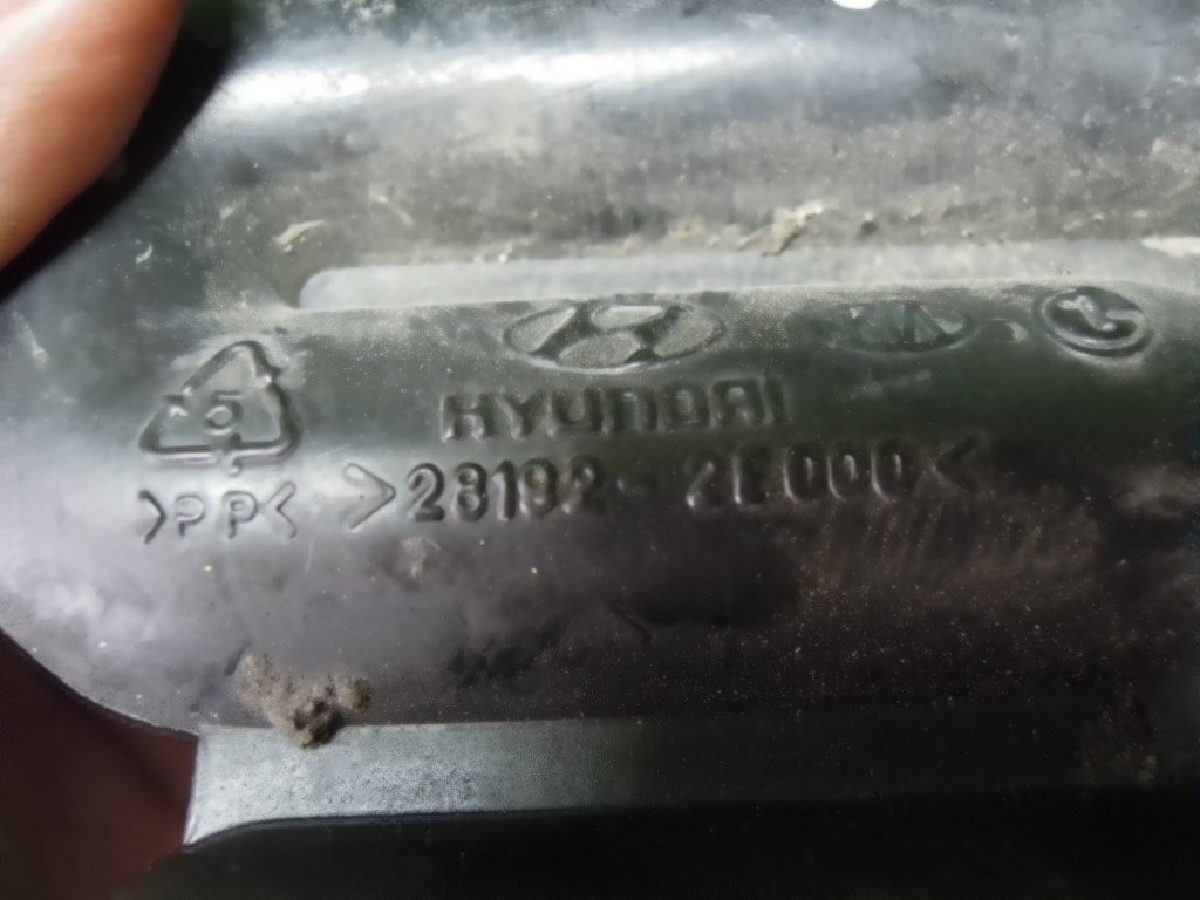 HYUNDAI
5
>PP<
>28192-2E000<